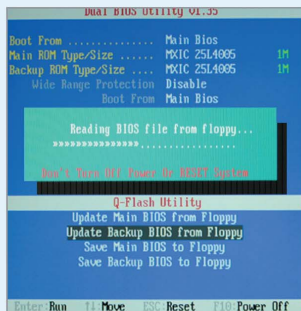 Dual BIOS Utility V1.35
Boot From ............... Main Bios
Main ROM Type/Size ...... MXIC 25L4005 1M
Backup ROM Type/Size .... MXIC 25L4005 1M
Wide Range Protection Disable
Boot From Main Bios
Reading BIOS file from floppy...
»»»»»»»»»»»»»»»..................
Don't Turn Off Power Or RESET System
Q-Flash Utility
Update Main BIOS from Floppy
Update Backup BIOS from Floppy
Save Main BIOS to Floppy
Save Backup BIOS to Floppy
Enter:Run ↑↓:Move ESC:Reset F10:Power Off